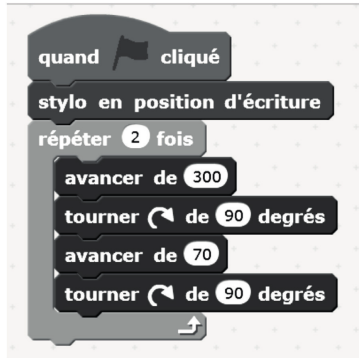 quand cliqué
stylo en position d'écriture
répéter 2 fois
avancer de 300
tourner de 90 degrés
avancer de 70
tourner de 90 degrés